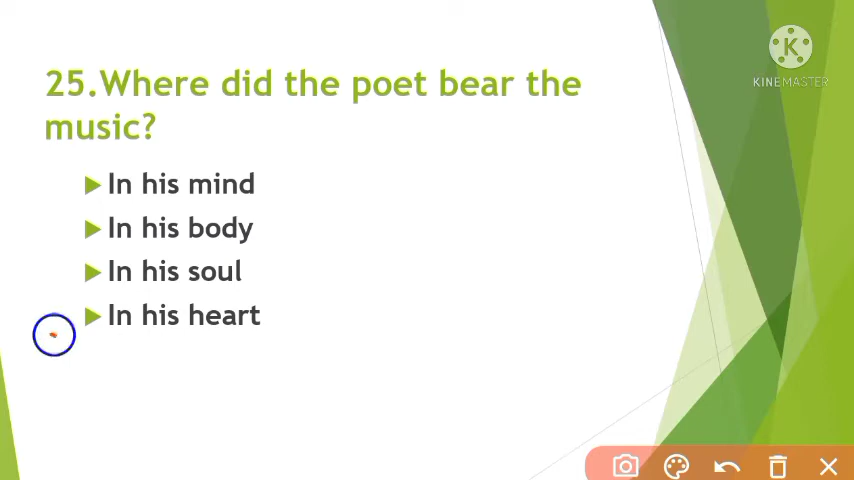 25.Where did the poet bear the
music?
In his mind
In his body
In his soul
In his heart
K
KINEMASTER